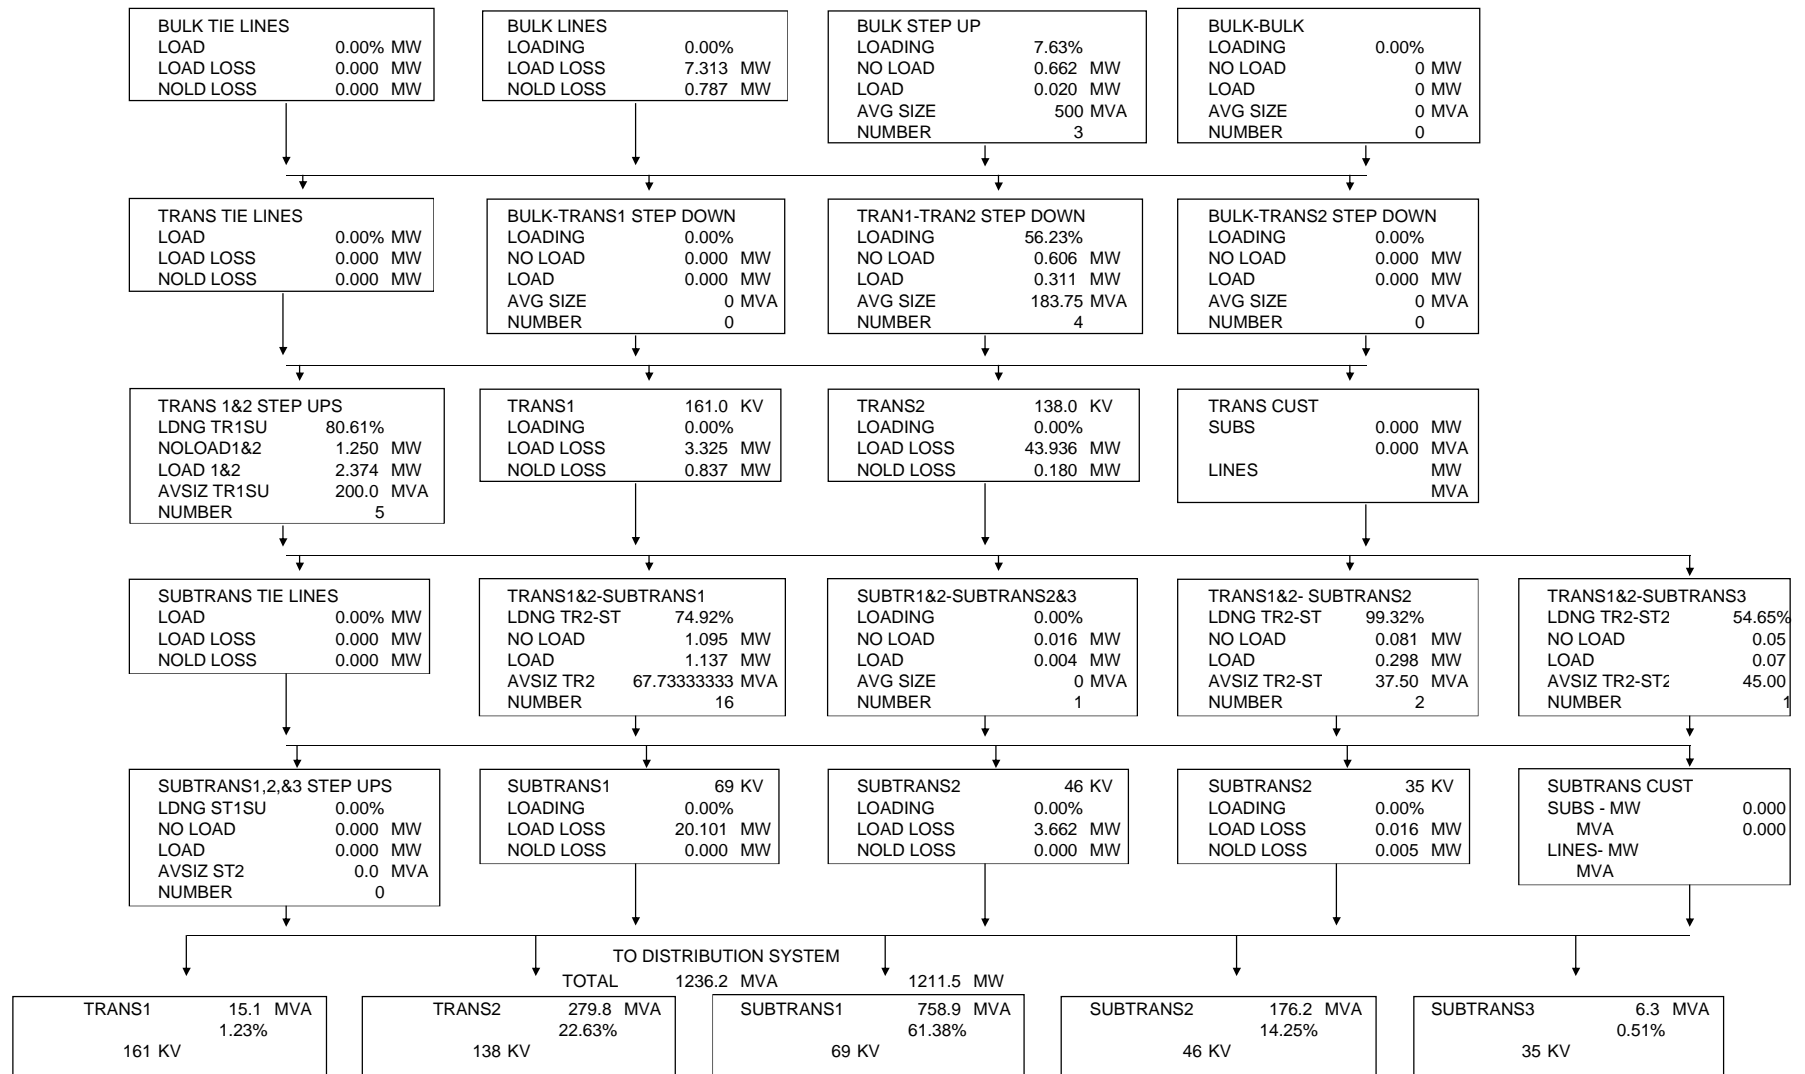 BULK TIE LINES
LOAD 0.00% MW
LOAD LOSS 0.000 MW
NOLD LOSS 0.000 MW
BULK LINES
LOADING 0.00%
LOAD LOSS 7.313 MW
NOLD LOSS 0.787 MW
BULK STEP UP
LOADING 7.63%
NO LOAD 0.662 MW
LOAD 0.020 MW
AVG SIZE 500 MVA
NUMBER 3
BULK-BULK
LOADING 0.00%
NO LOAD 0 MW
LOAD 0 MW
AVG SIZE 0 MVA
NUMBER 0
TRANS TIE LINES
LOAD 0.00% MW
LOAD LOSS 0.000 MW
NOLD LOSS 0.000 MW
BULK-TRANS1 STEP DOWN
LOADING 0.00%
NO LOAD 0.000 MW
LOAD 0.000 MW
AVG SIZE 0 MVA
NUMBER 0
TRAN1-TRAN2 STEP DOWN
LOADING 56.23%
NO LOAD 0.606 MW
LOAD 0.311 MW
AVG SIZE 183.75 MVA
NUMBER 4
BULK-TRANS2 STEP DOWN
LOADING 0.00%
NO LOAD 0.000 MW
LOAD 0.000 MW
AVG SIZE 0 MVA
NUMBER 0
TRANS 1&2 STEP UPS
LDNG TR1SU 80.61%
NOLOAD1&2 1.250 MW
LOAD 1&2 2.374 MW
AVSIZ TR1SU 200.0 MVA
NUMBER 5
TRANS1 161.0 KV
LOADING 0.00%
LOAD LOSS 3.325 MW
NOLD LOSS 0.837 MW
TRANS2 138.0 KV
LOADING 0.00%
LOAD LOSS 43.936 MW
NOLD LOSS 0.180 MW
TRANS CUST
SUBS 0.000 MW
0.000 MVA
LINES MW
MVA
SUBTRANS TIE LINES
LOAD 0.00% MW
LOAD LOSS 0.000 MW
NOLD LOSS 0.000 MW
TRANS1&2-SUBTRANS1
LDNG TR2-ST 74.92%
NO LOAD 1.095 MW
LOAD 1.137 MW
AVSIZ TR2 67.73333333 MVA
NUMBER 16
SUBTR1&2-SUBTRANS2&3
LOADING 0.00%
NO LOAD 0.016 MW
LOAD 0.004 MW
AVG SIZE 0 MVA
NUMBER 1
TRANS1&2- SUBTRANS2
LDNG TR2-ST 99.32%
NO LOAD 0.081 MW
LOAD 0.298 MW
AVSIZ TR2-ST 37.50 MVA
NUMBER 2
TRANS1&2-SUBTRANS3
LDNG TR2-ST2 54.65%
NO LOAD 0.05
LOAD 0.07
AVSIZ TR2-ST2 45.00
NUMBER 1
SUBTRANS1,2,&3 STEP UPS
LDNG ST1SU 0.00%
NO LOAD 0.000 MW
LOAD 0.000 MW
AVSIZ ST2 0.0 MVA
NUMBER 0
SUBTRANS1 69 KV
LOADING 0.00%
LOAD LOSS 20.101 MW
NOLD LOSS 0.000 MW
SUBTRANS2 46 KV
LOADING 0.00%
LOAD LOSS 3.662 MW
NOLD LOSS 0.000 MW
SUBTRANS2 35 KV
LOADING 0.00%
LOAD LOSS 0.016 MW
NOLD LOSS 0.005 MW
SUBTRANS CUST
SUBS - MW 0.000
MVA 0.000
LINES- MW
MVA
TO DISTRIBUTION SYSTEM
TOTAL 1236.2 MVA 1211.5 MW
TRANS1 15.1 MVA
1.23%
161 KV
TRANS2 279.8 MVA
22.63%
138 KV
SUBTRANS1 758.9 MVA
61.38%
69 KV
SUBTRANS2 176.2 MVA
14.25%
46 KV
SUBTRANS3 6.3 MVA
0.51%
35 KV